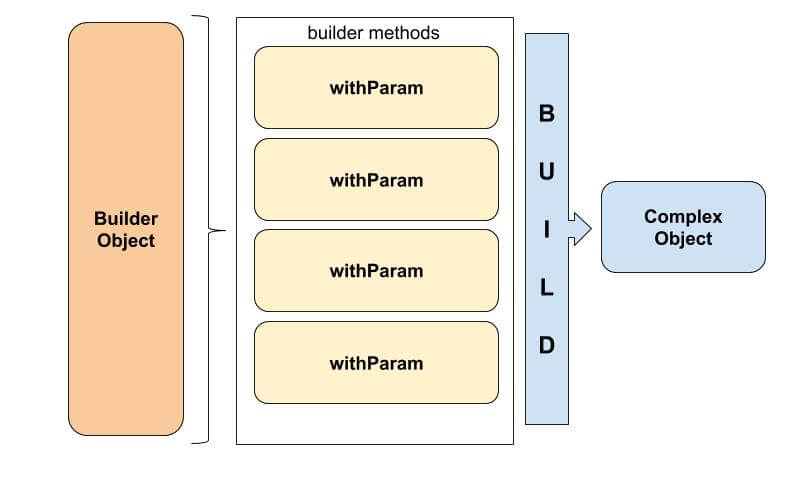 Builder
Object
builder methods
withParam
withParam
withParam
withParam
B
U
I
L
D
Complex
Object